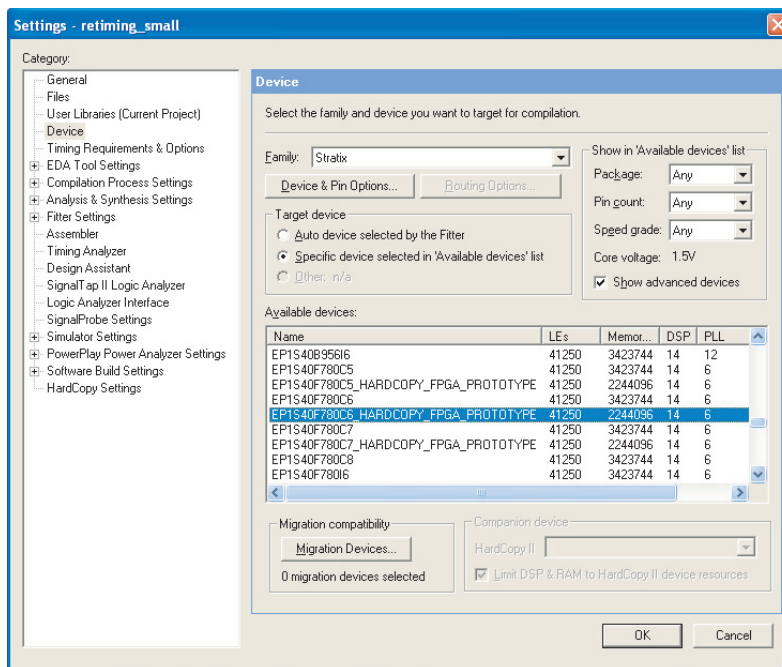 Settings - retiming_small
Category:
General
Files
User Libraries (Current Project)
Device
Timing Requirements & Options
EDA Tool Settings
Compilation Process Settings
Analysis & Synthesis Settings
Fitter Settings
Assembler
Timing Analyzer
Design Assistant
SignalTap II Logic Analyzer
Logic Analyzer Interface
SignalProbe Settings
Simulator Settings
PowerPlay Power Analyzer Settings
Software Build Settings
HardCopy Settings
Device
Select the family and device you want to target for compilation.
Family: Stratix
Device & Pin Options... Routing Options...
Target device
Auto device selected by the Fitter
Specific device selected in 'Available devices' list
Other: n/a
Show in 'Available devices' list
Package: Any
Pin count: Any
Speed grade: Any
Core voltage: 1.5V
Show advanced devices
Available devices:
Name LEs Memor... DSP PLL
EP1S40B956I6 41250 3423744 14 12
EP1S40F780C5 41250 3423744 14 6
EP1S40F780C5_HARDCOPY_FPGA_PROTOTYPE 41250 2244096 14 6
EP1S40F780C6 41250 3423744 14 6
EP1S40F780C6_HARDCOPY_FPGA_PROTOTYPE 41250 2244096 14 6
EP1S40F780C7 41250 3423744 14 6
EP1S40F780C7_HARDCOPY_FPGA_PROTOTYPE 41250 2244096 14 6
EP1S40F780C8 41250 3423744 14 6
EP1S40F780I6 41250 3423744 14 6
Migration compatibility
Migration Devices...
0 migration devices selected
Companion device
HardCopy II
Limit DSP & RAM to HardCopy II device resources
OK Cancel